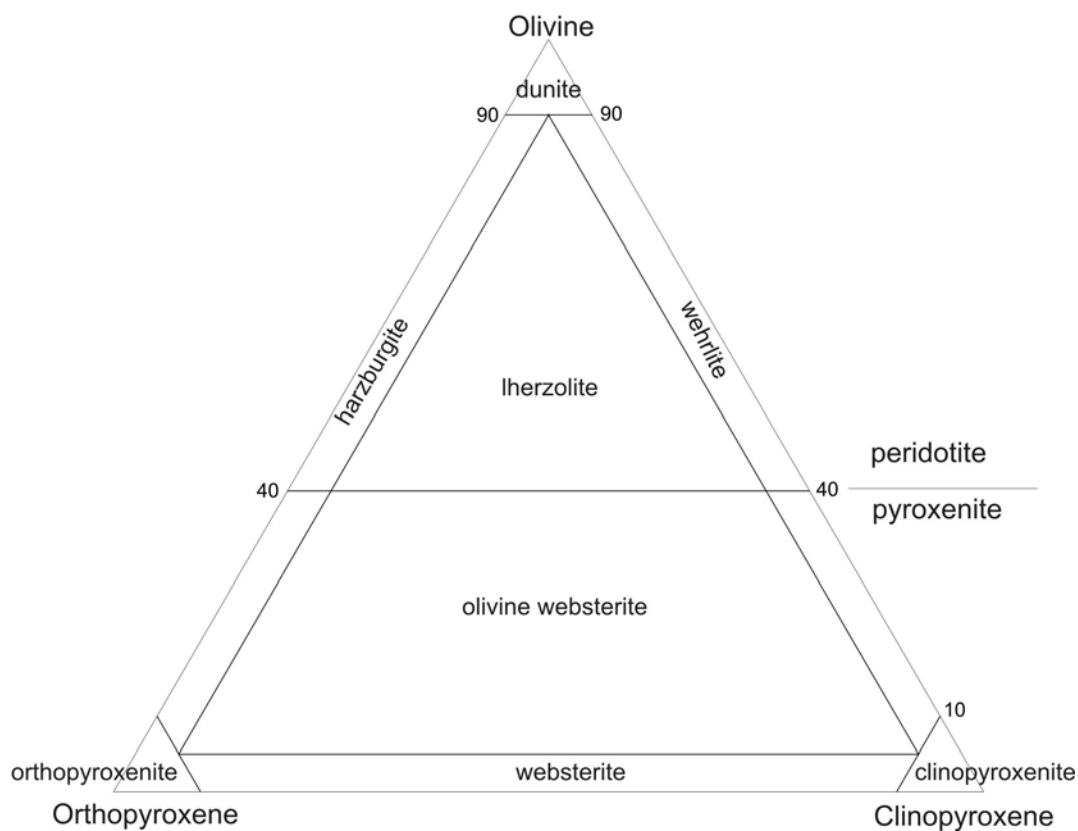 Olivine
dunite
90
90
harzburgite
wehrlite
lherzolite
peridotite
40
40
pyroxenite
olivine websterite
10
orthopyroxenite
websterite
clinopyroxenite
Orthopyroxene
Clinopyroxene